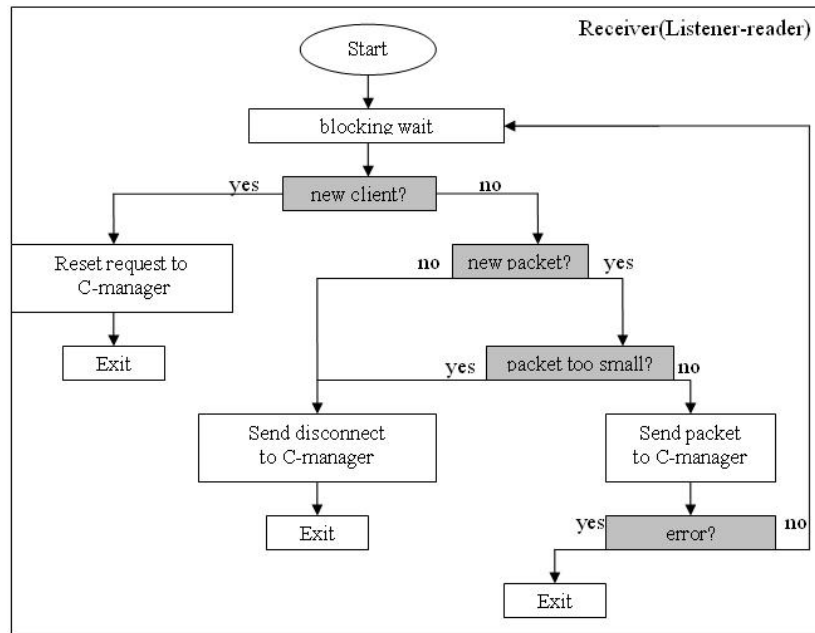 Receiver(Listener-reader)
Start
blocking wait
yes
new client?
no
Reset request to
C-manager
Exit
no
new packet?
yes
yes
packet too small?
no
Send disconnect
to C-manager
Exit
Send packet
to C-manager
yes
error?
no
Exit